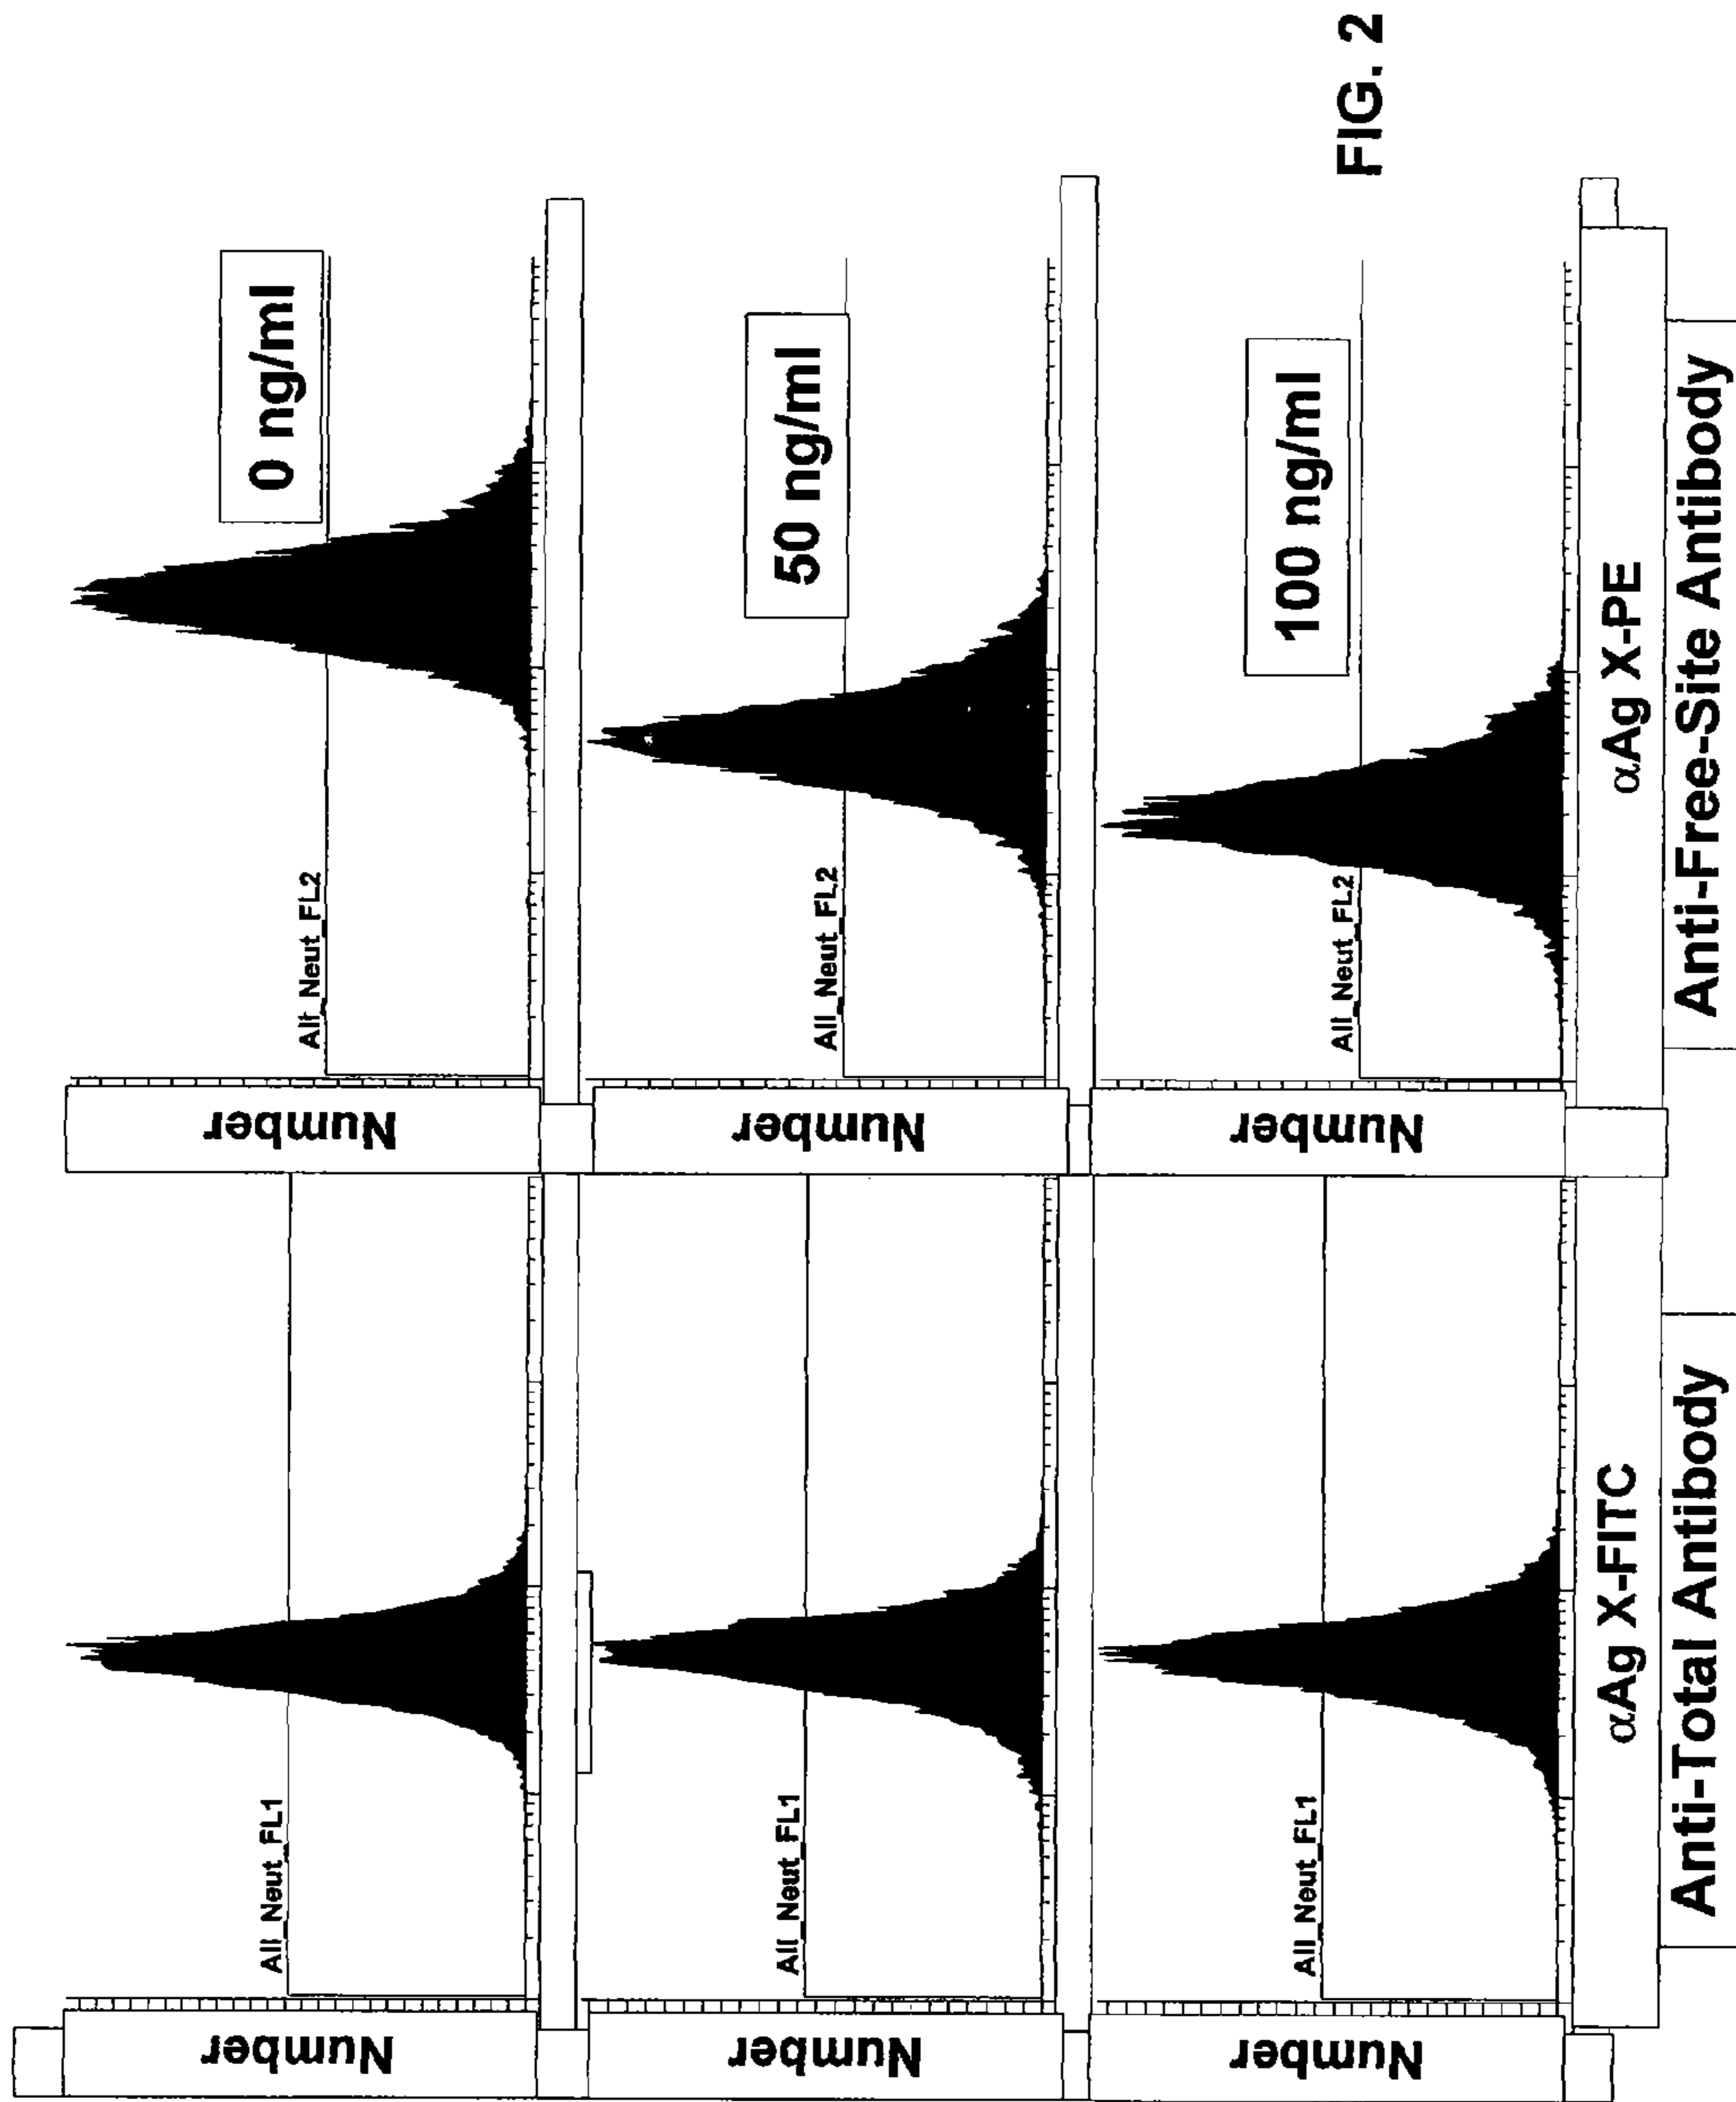 Number
All_Neut_FL1
Number
All_Neut_FL2
0 ng/ml
Number
All_Neut_FL1
Number
All_Neut_FL2
50 ng/ml
Number
All_Neut_FL1
Number
All_Neut_FL2
100 ng/ml
αAg X-FITC
αAg X-PE
Anti-Total Antibody
Anti-Free-Site Antibody
FIG. 2